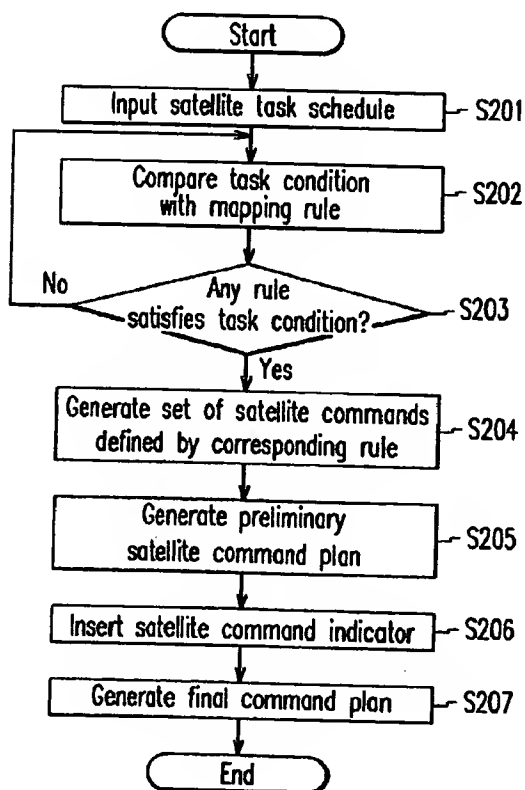 Start
Input satellite task schedule
S201
Compare task condition
with mapping rule
S202
No
Any rule
satisfies task condition?
S203
Yes
Generate set of satellite commands
defined by corresponding rule
S204
Generate preliminary
satellite command plan
S205
Insert satellite command indicator
S206
Generate final command plan
S207
End